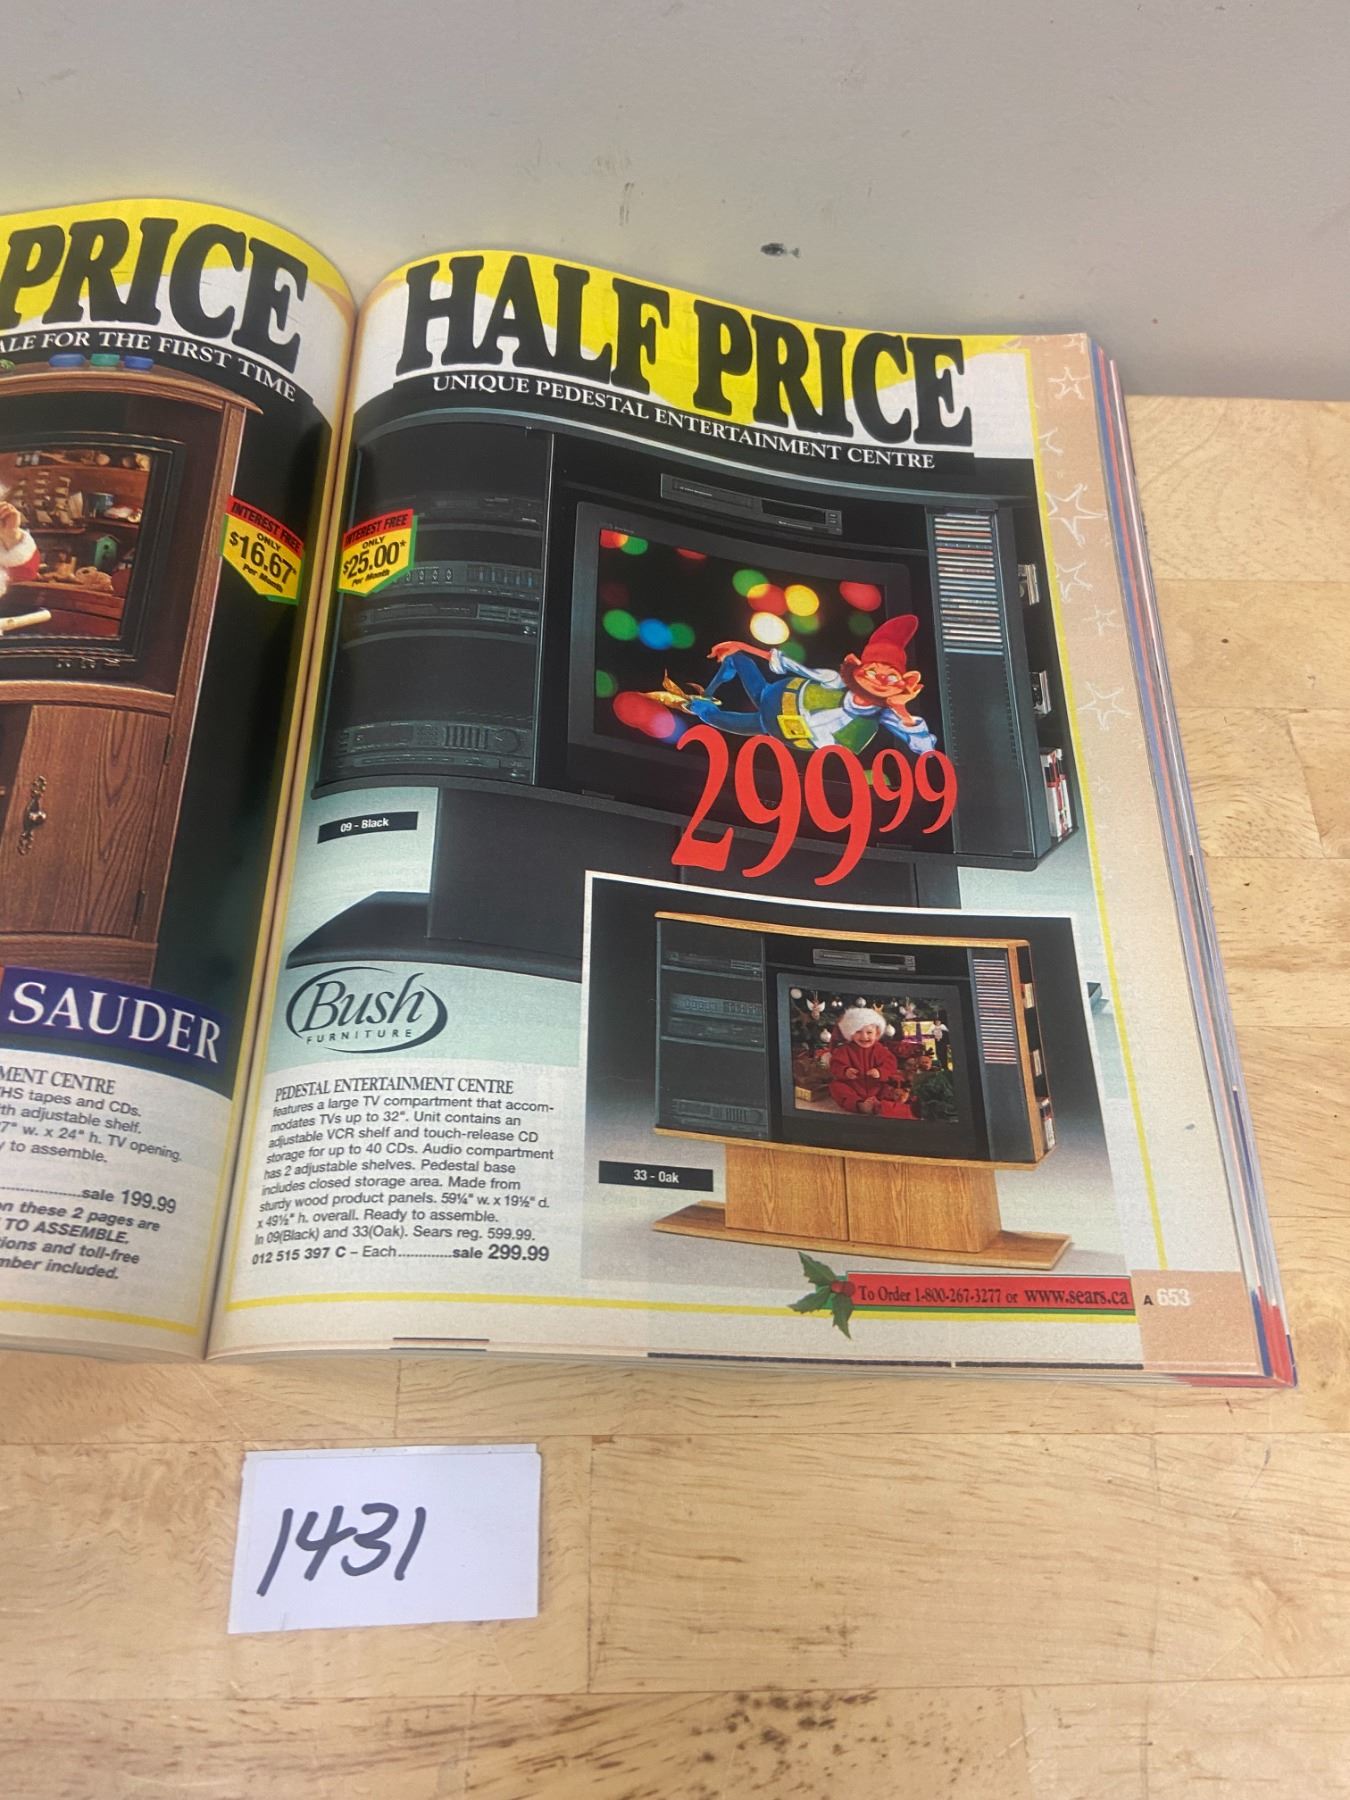 PRICE
ALE FOR THE FIRST TIME
INTEREST FREE
ONLY
$16.67*
Per Month
SAUDER
MENT CENTRE
HS tapes and CDs.
th adjustable shelf.
7" w. x 24" h. TV opening.
y to assemble.
sale 199.99
on these 2 pages are
TO ASSEMBLE.
ions and toll-free
mber included.
HALF PRICE
UNIQUE PEDESTAL ENTERTAINMENT CENTRE
INTEREST FREE
ONLY
$25.00*
Per Month
299 99
09 - Black
Bush
FURNITURE
PEDESTAL ENTERTAINMENT CENTRE
features a large TV compartment that accom-
modates TVs up to 32". Unit contains an
adjustable VCR shelf and touch-release CD
storage for up to 40 CDs. Audio compartment
has 2 adjustable shelves. Pedestal base
includes closed storage area. Made from
sturdy wood product panels. 59¼" w. x 19½" d.
x 49½" h. overall. Ready to assemble.
In 09(Black) and 33(Oak). Sears reg. 599.99.
012 515 397 C – Each.............sale 299.99
33 - Oak
To Order 1-800-267-3277 or www.sears.ca
A 653
1431